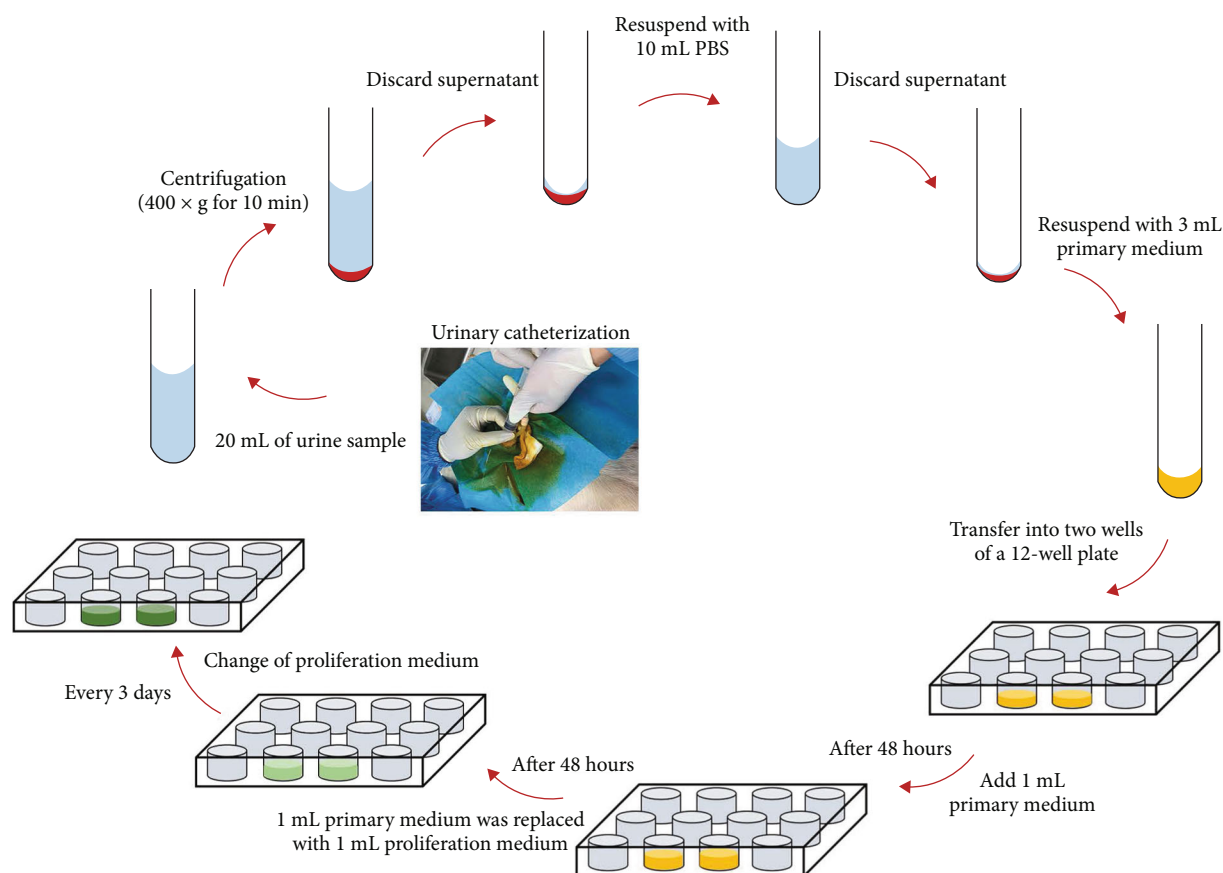 Urinary catheterization
20 mL of urine sample
Centrifugation
(400 × g for 10 min)
Discard supernatant
Resuspend with
10 mL PBS
Discard supernatant
Resuspend with 3 mL
primary medium
Transfer into two wells
of a 12-well plate
After 48 hours
Add 1 mL
primary medium
After 48 hours
1 mL primary medium was replaced
with 1 mL proliferation medium
Change of proliferation medium
Every 3 days